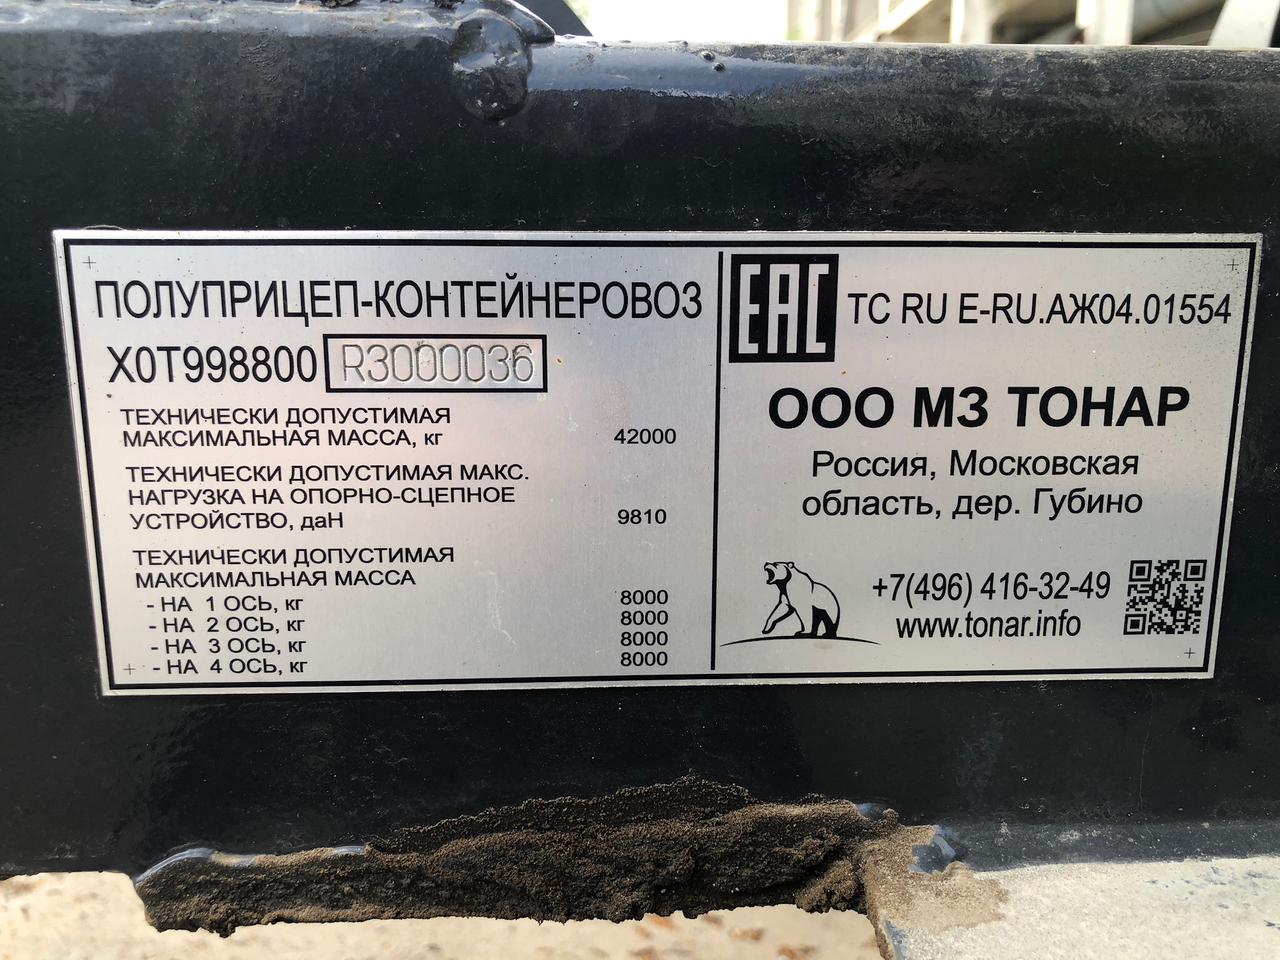 ПОЛУПРИЦЕП-КОНТЕЙНЕРОВОЗ
X0T998800 R3000036
ТЕХНИЧЕСКИ ДОПУСТИМАЯ
МАКСИМАЛЬНАЯ МАССА, кг 42000
ТЕХНИЧЕСКИ ДОПУСТИМАЯ МАКС.
НАГРУЗКА НА ОПОРНО-СЦЕПНОЕ
УСТРОЙСТВО, даН 9810
ТЕХНИЧЕСКИ ДОПУСТИМАЯ
МАКСИМАЛЬНАЯ МАССА
- НА 1 ОСЬ, кг 8000
- НА 2 ОСЬ, кг 8000
- НА 3 ОСЬ, кг 8000
- НА 4 ОСЬ, кг 8000
EAC TC RU E-RU.АЖ04.01554
ООО МЗ ТОНАР
Россия, Московская
область, дер. Губино
+7(496) 416-32-49
www.tonar.info